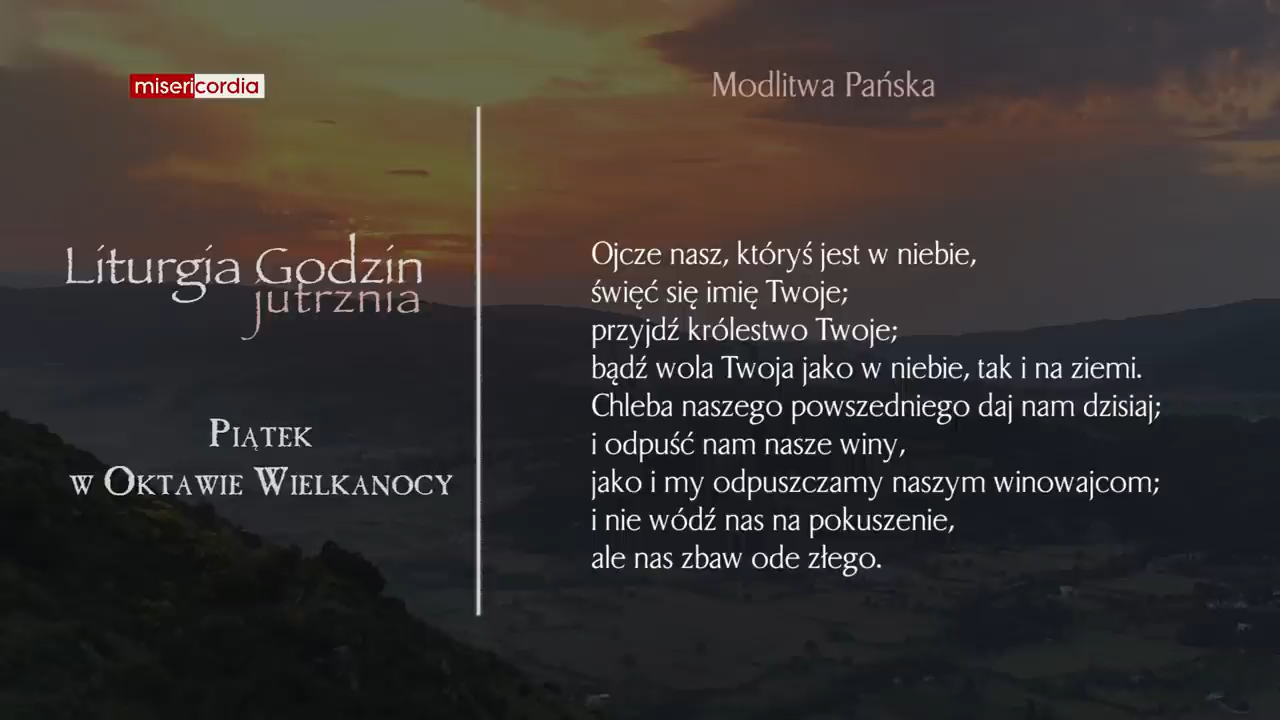 misericordia
Modlitwa Pańska
Liturgia Godzin
jutrznia
Piątek
w Oktawie Wielkanocy
Ojcze nasz, któryś jest w niebie,
święć się imię Twoje;
przyjdź królestwo Twoje;
bądź wola Twoja jako w niebie, tak i na ziemi.
Chleba naszego powszedniego daj nam dzisiaj;
i odpuść nam nasze winy,
jako i my odpuszczamy naszym winowajcom;
i nie wódź nas na pokuszenie,
ale nas zbaw ode złego.